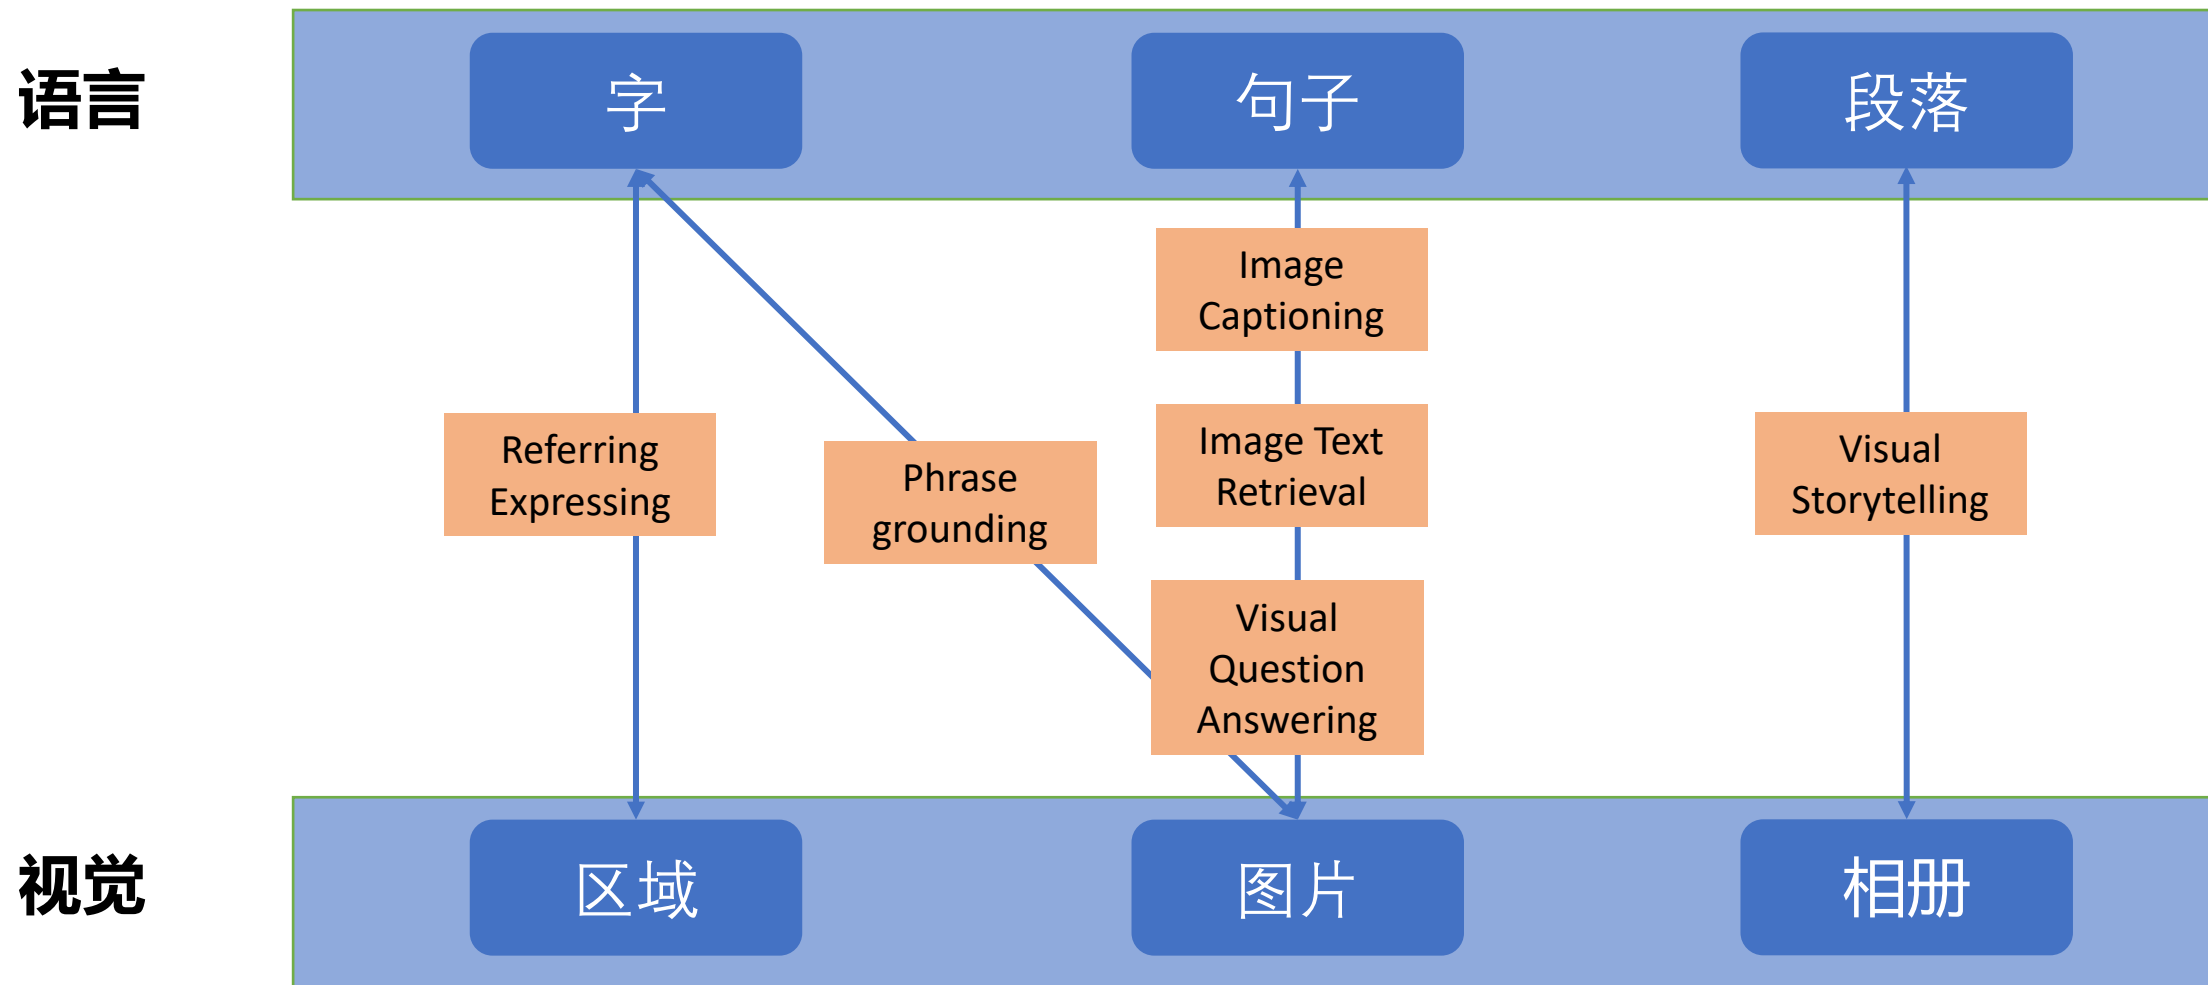 语言
字
句子
段落
Image
Captioning
Referring
Expressing
Phrase
grounding
Image Text
Retrieval
Visual
Storytelling
Visual
Question
Answering
视觉
区域
图片
相册